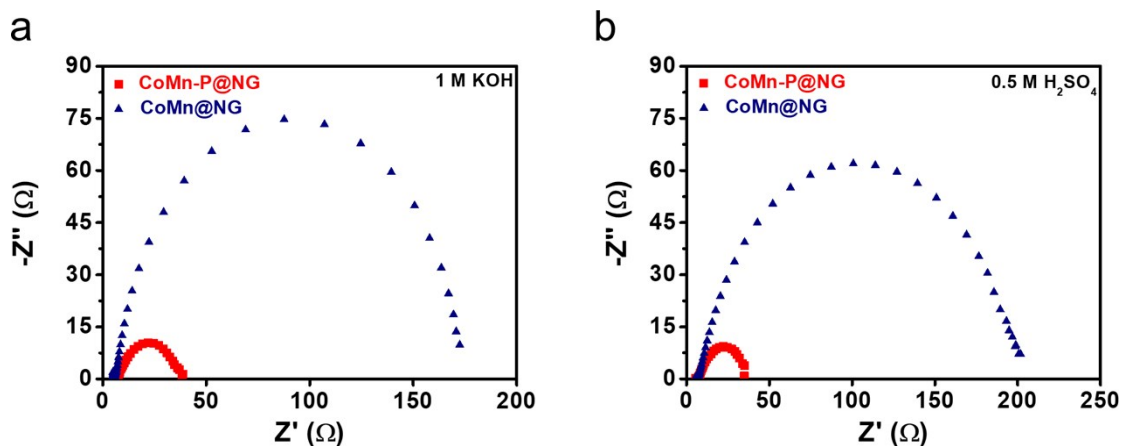 a
90
75
60
45
30
15
0
-Z" (Ω)
CoMn-P@NG
CoMn@NG
1 M KOH
0 50 100 150 200
Z' (Ω)
b
90
75
60
45
30
15
0
-Z" (Ω)
CoMn-P@NG
CoMn@NG
0.5 M H₂SO₄
0 50 100 150 200 250
Z' (Ω)